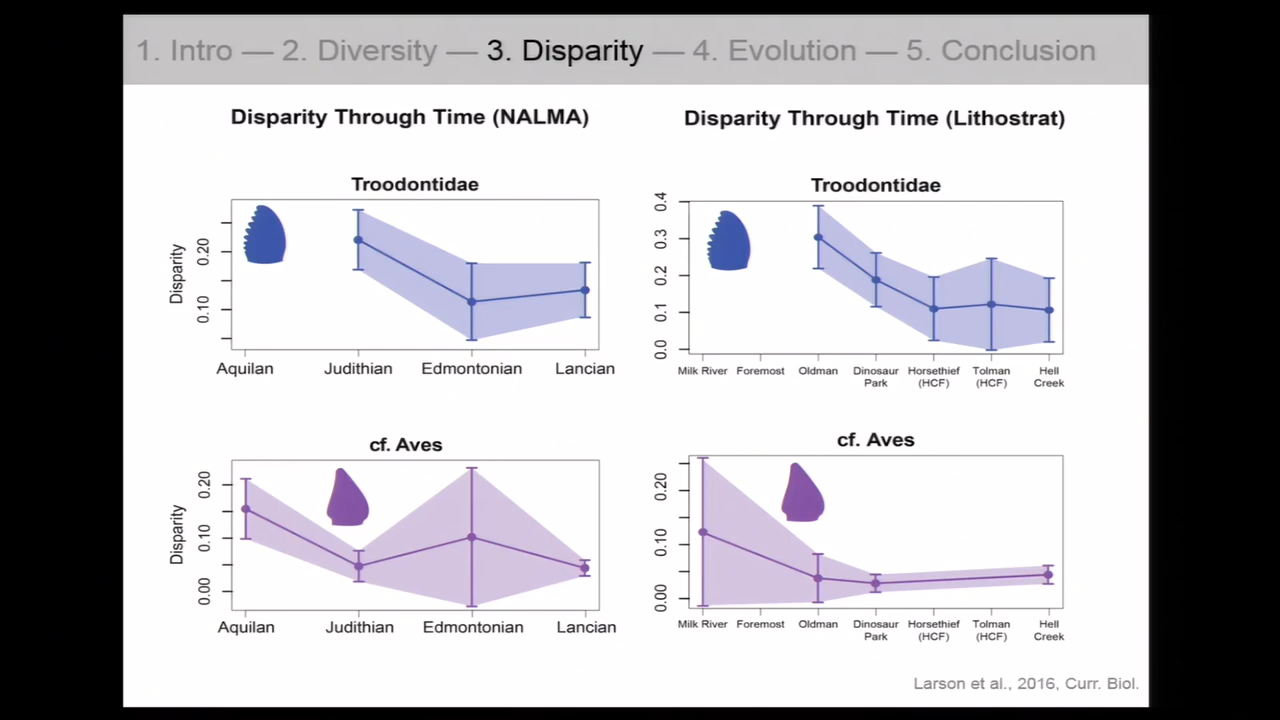 1. Intro — 2. Diversity — 3. Disparity — 4. Evolution — 5. Conclusion
Disparity Through Time (NALMA)
Troodontidae
Disparity
0.20
0.10
Aquilan Judithian Edmontonian Lancian
cf. Aves
Disparity
0.20
0.10
0.00
Aquilan Judithian Edmontonian Lancian
Disparity Through Time (Lithostrat)
Troodontidae
0.4
0.3
0.2
0.1
0.0
Milk River Foremost Oldman Dinosaur Horsethief Tolman Hell
Park (HCF) (HCF) Creek
cf. Aves
0.20
0.10
0.00
Milk River Foremost Oldman Dinosaur Horsethief Tolman Hell
Park (HCF) (HCF) Creek
Larson et al., 2016, Curr. Biol.